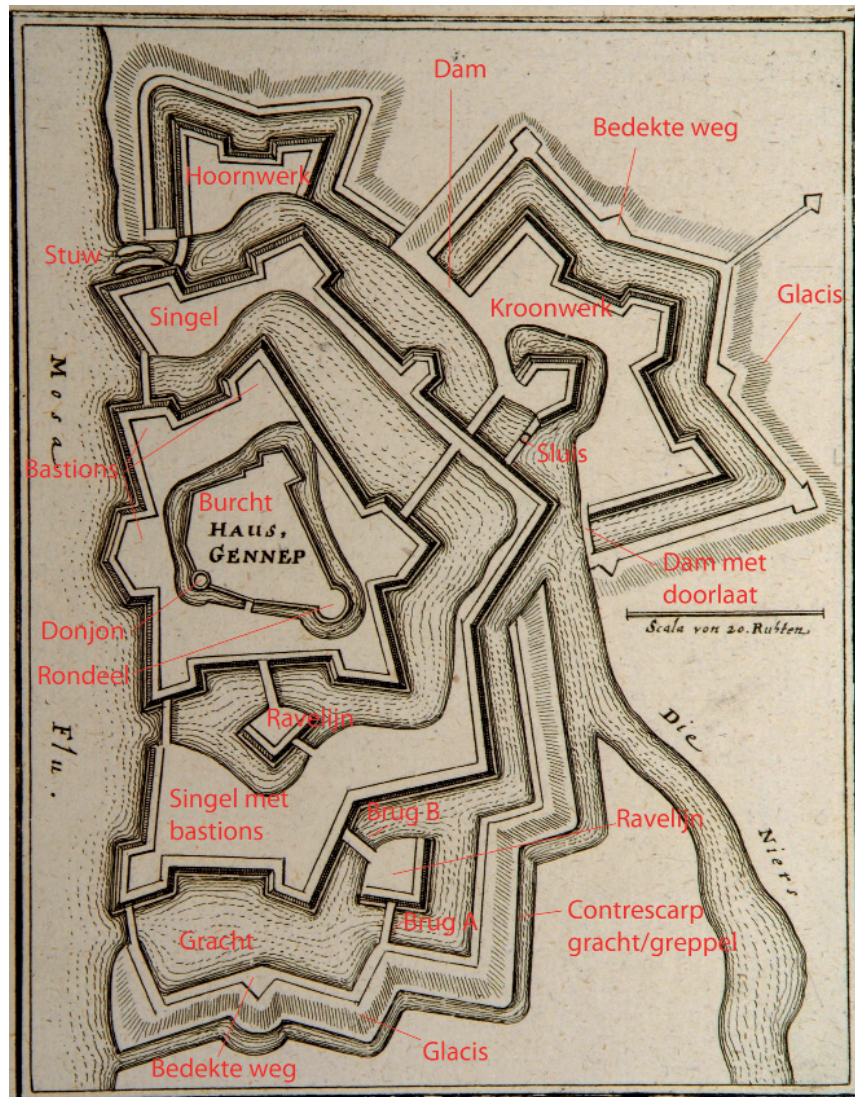 Dam
Bedekte weg
Hoornwerk
Stuw
Singel
Kroonwerk
Glacis
Mosa
Bastions
Sluis
Burcht
HAUS,
GENNEP
Dam met
doorlaat
Donjon
Scala von 20. Ruhten.
Rondeel
Ravelijn
Die
Flu.
Singel met
bastions
Brug B
Ravelijn
Niers
Brug A
Contrescarp
gracht/greppel
Gracht
Glacis
Bedekte weg